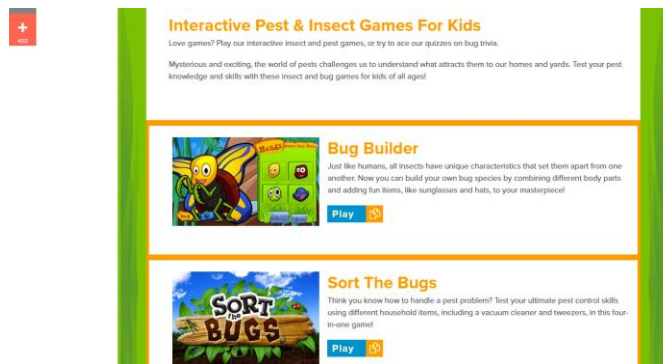 +
402
Interactive Pest & Insect Games For Kids
Love games? Play our interactive insect and pest games, or try to ace our quizzes on bug trivia.
Mysterious and exciting, the world of pests challenges us to understand what attracts them to our homes and yards. Test your pest
knowledge and skills with these insect and bug games for kids of all ages!
Heads
Bug Builder
Just like humans, all insects have unique characteristics that set them apart from one
another. Now you can build your own bug species by combining different body parts
and adding fun items, like sunglasses and hats, to your masterpiece!
Play
SORT
the
BUGS
Sort The Bugs
Think you know how to handle a pest problem? Test your ultimate pest control skills
using different household items, including a vacuum cleaner and tweezers, in this four-
in-one game!
Play